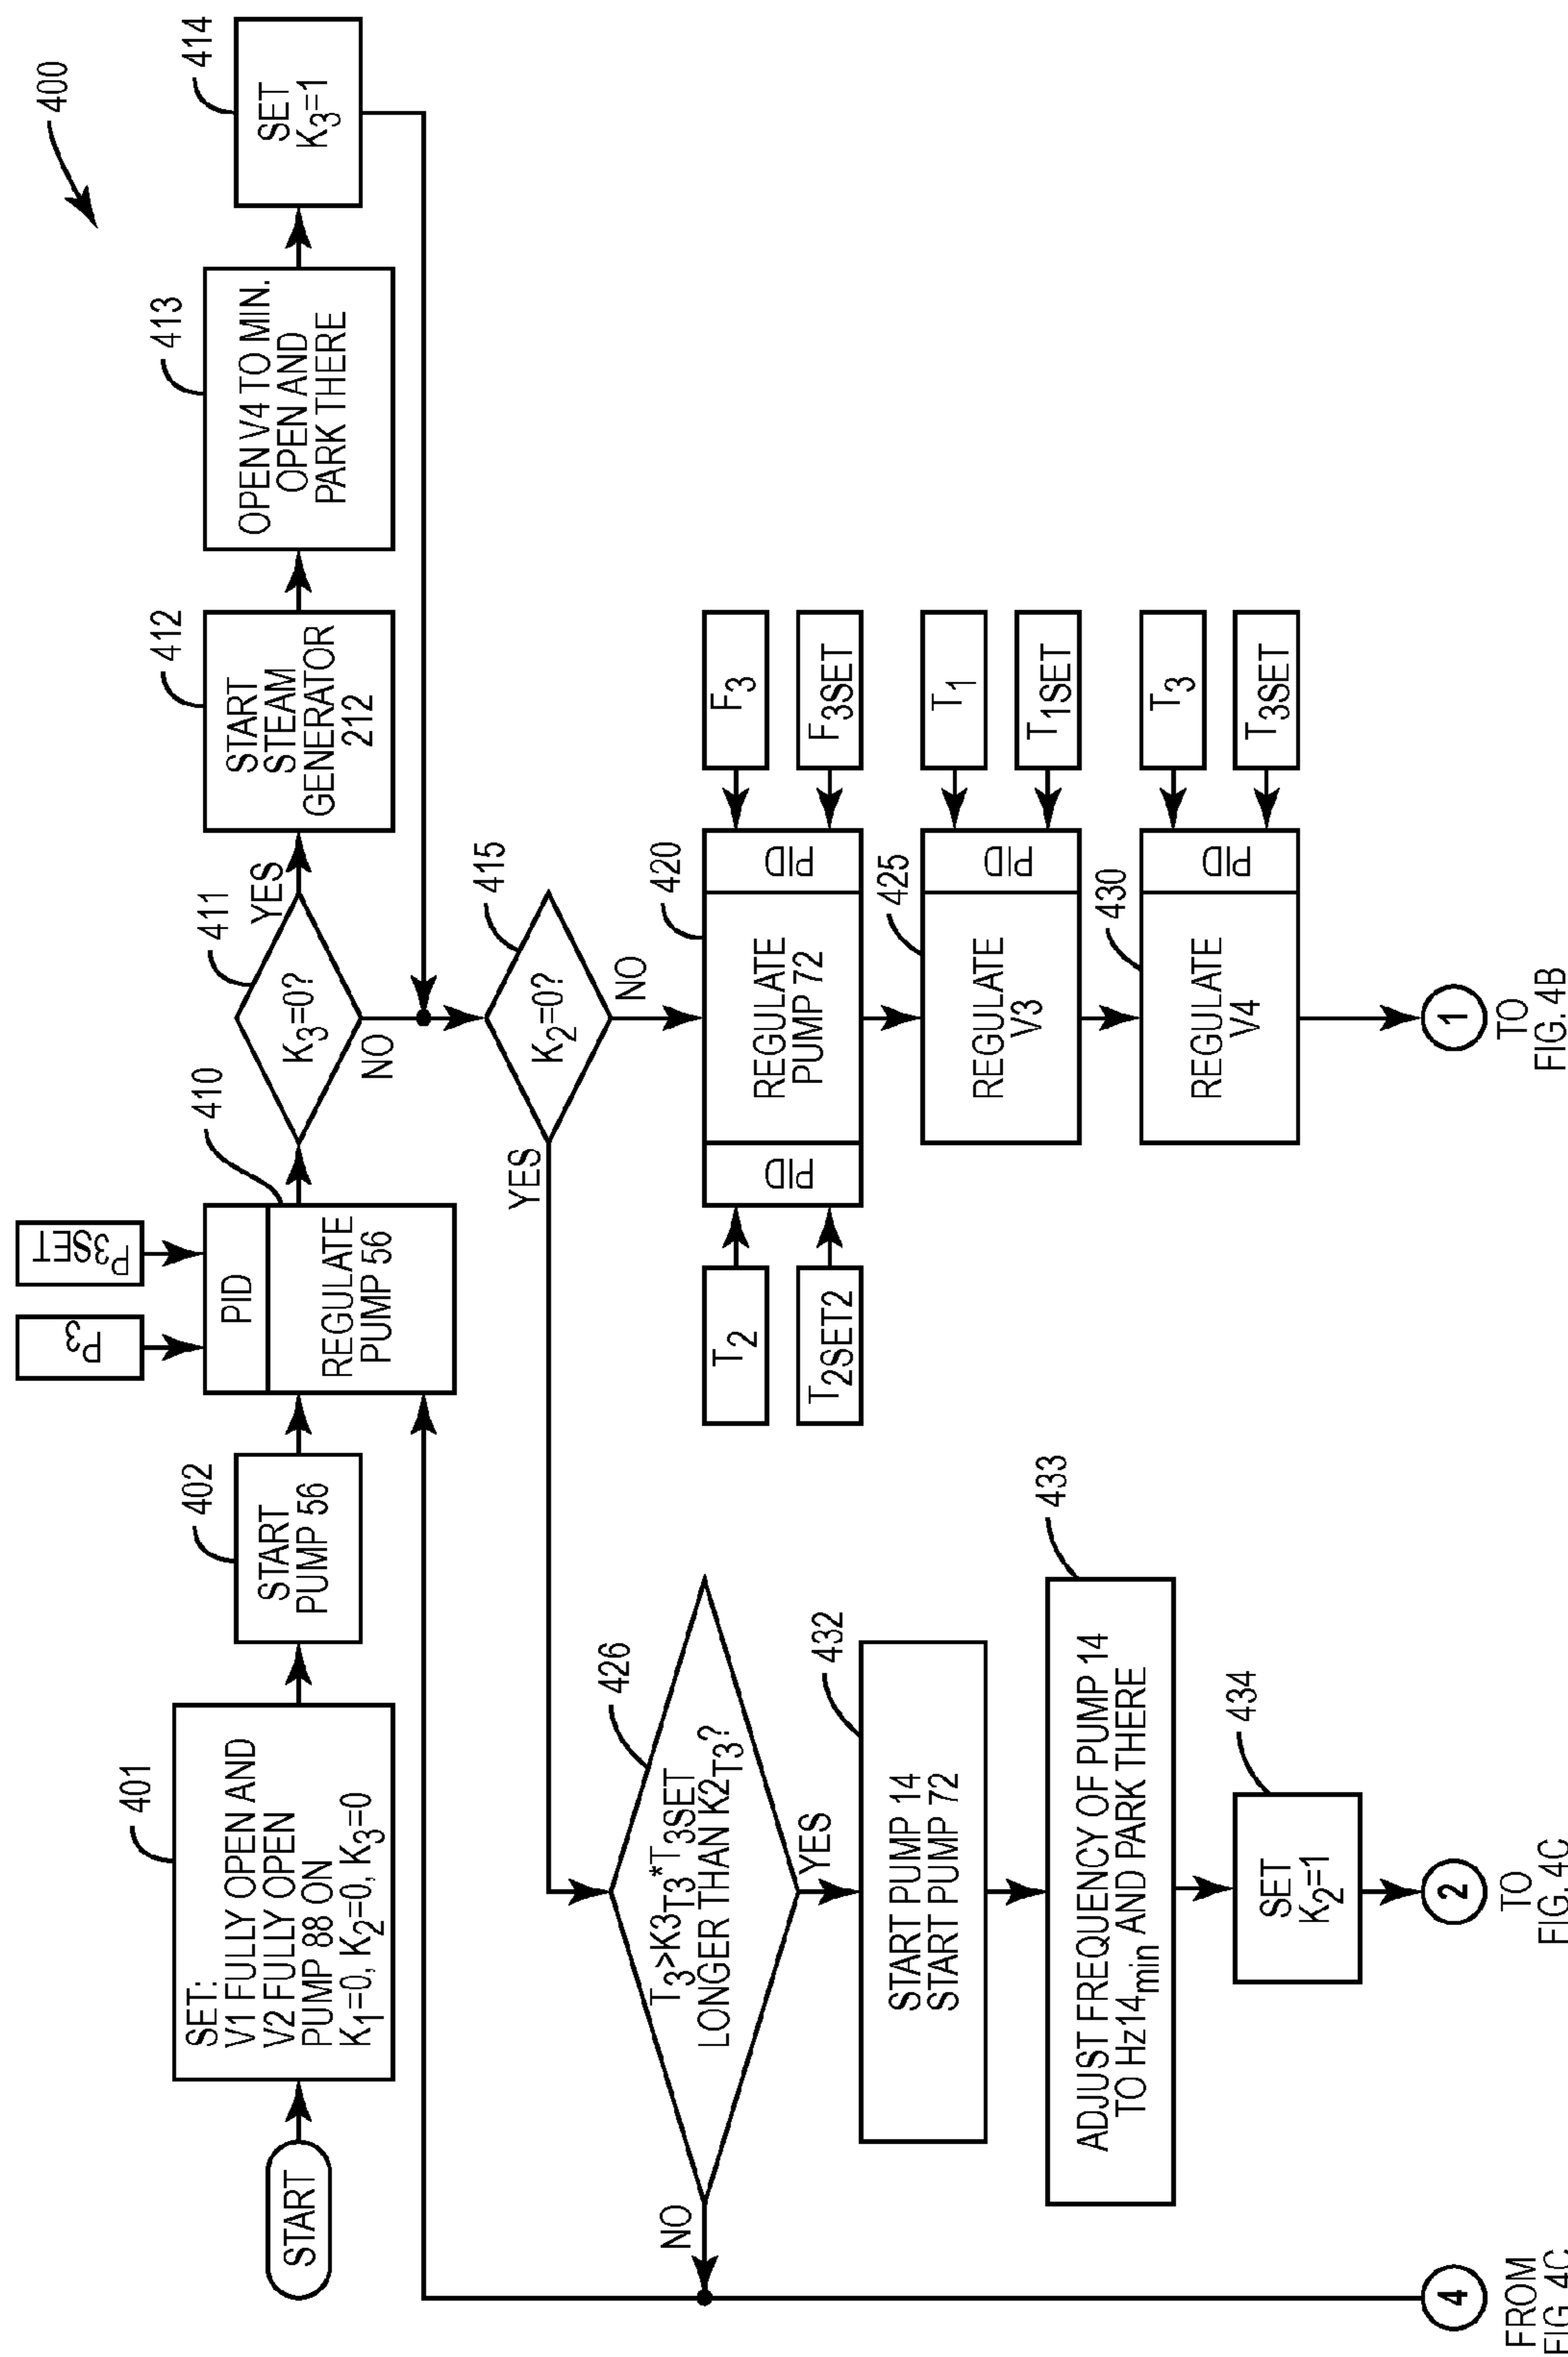 400
START
401
SET:
V1 FULLY OPEN AND
V2 FULLY OPEN
PUMP 88 ON
K1=0, K2=0, K3=0
402
START
PUMP 56
P3
P3SET
410
PID
REGULATE
PUMP 56
411
K3=0?
YES
NO
412
START
STEAM
GENERATOR
212
413
OPEN V4 TO MIN.
OPEN AND
PARK THERE
414
SET
K3=1
415
K2=0?
YES
NO
420
T2
T2SET2
PID
REGULATE
PUMP 72
PID
F3
F3SET
425
REGULATE
V3
PID
T1
T1SET
430
REGULATE
V4
PID
T3
T3SET
1
TO
FIG. 4B
426
T3>K3T3*T3SET
LONGER THAN K2T3?
NO
YES
432
START PUMP 14
START PUMP 72
433
ADJUST FREQUENCY OF PUMP 14
TO Hz14min AND PARK THERE
434
SET
K2=1
2
TO
FIG. 4C
4
FROM
FIG. 4C